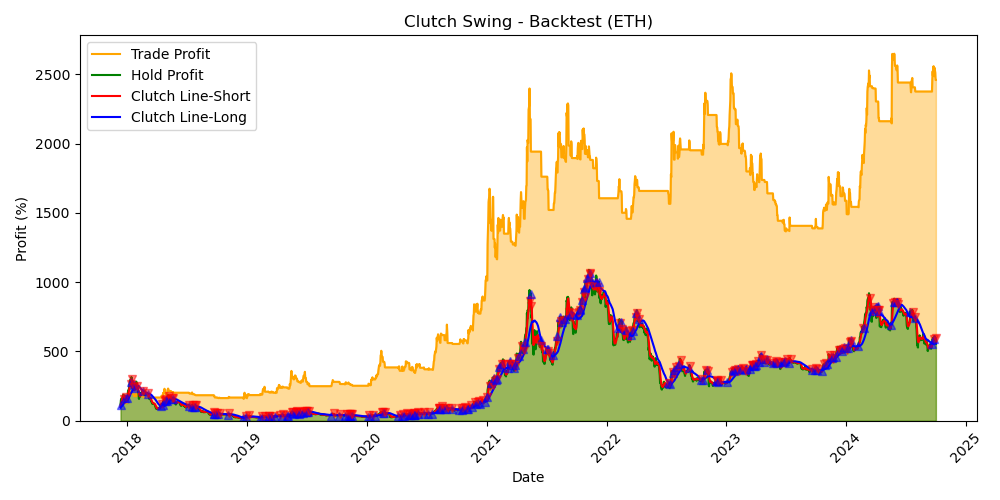 Clutch Swing - Backtest (ETH)
Trade Profit
Hold Profit
Clutch Line-Short
Clutch Line-Long
Profit (%)
2500
2000
1500
1000
500
0
2018
2019
2020
2021
2022
2023
2024
2025
Date